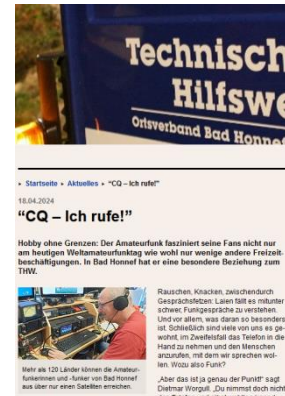 Technisch
Hilfswe
Ortsverband Bad Honnef
Startseite » Aktuelles » “CQ – Ich rufe!”
18.04.2024
“CQ – Ich rufe!”
Hobby ohne Grenzen: Der Amateurfunk fasziniert seine Fans nicht nur
am heutigen Weltamateurfunktag wie wohl nur wenige andere Freizeit-
beschäftigungen. In Bad Honnef hat er eine besondere Beziehung zum
THW.
Mehr als 120 Länder können die Amateur-
funkerinnen und -funker von Bad Honnef
aus über nur einen Satelliten erreichen.
Rauschen, Knacken, zwischendurch
Gesprächsfetzen: Laien fällt es mitunter
schwer, Funkgespräche zu verstehen.
Und vor allem, was daran so besonders
ist. Schließlich sind viele von uns es ge-
wohnt, im Zweifelsfall das Telefon in die
Hand zu nehmen und den Menschen
anzurufen, mit dem wir sprechen wol-
len. Wozu also Funk?
„Aber das ist ja genau der Punkt!“ sagt
Dietmar Worgull. „Du nimmst doch nicht